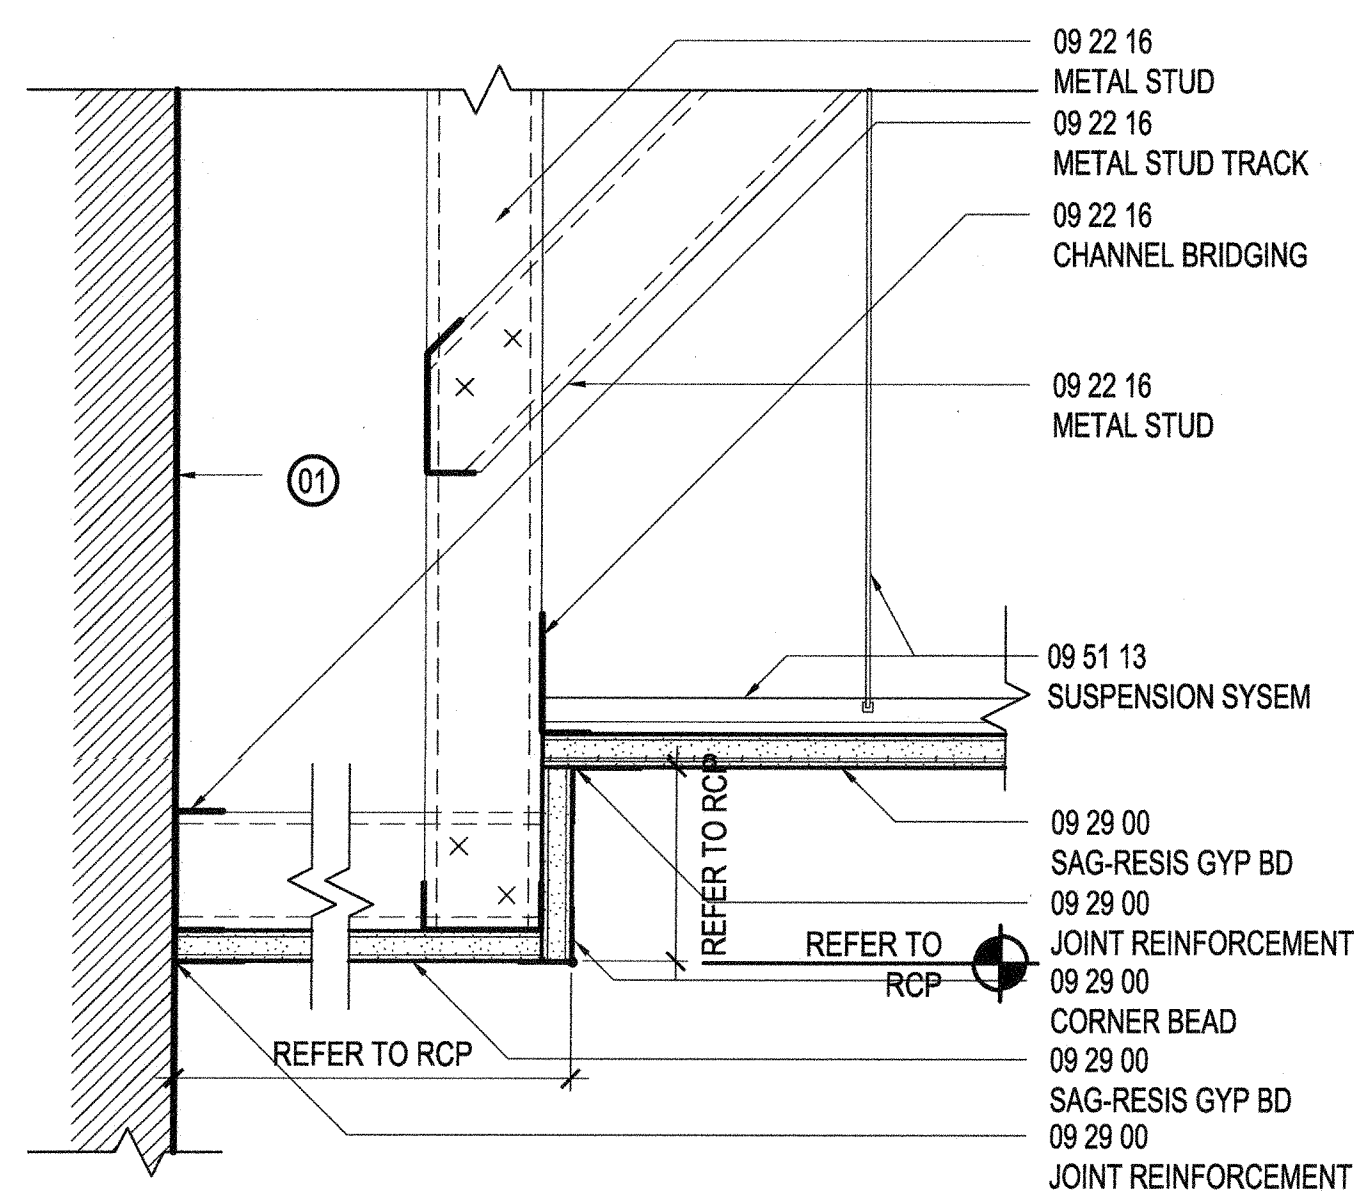 09 22 16
METAL STUD
09 22 16
METAL STUD TRACK
09 22 16
CHANNEL BRIDGING
09 22 16
METAL STUD
01
09 51 13
SUSPENSION SYSEM
REFER TO RCP
09 29 00
SAG-RESIS GYP BD
09 29 00
JOINT REINFORCEMENT
REFER TO
RCP
09 29 00
CORNER BEAD
REFER TO RCP
09 29 00
SAG-RESIS GYP BD
09 29 00
JOINT REINFORCEMENT